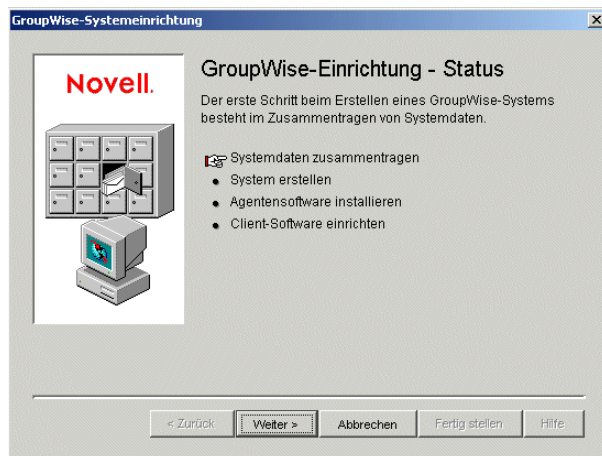 GroupWise-Systemeinrichtung
Novell.
GroupWise-Einrichtung - Status
Der erste Schritt beim Erstellen eines GroupWise-Systems
besteht im Zusammentragen von Systemdaten.
Systemdaten zusammentragen
• System erstellen
• Agentensoftware installieren
• Client-Software einrichten
< Zurück
Weiter >
Abbrechen
Fertig stellen
Hilfe